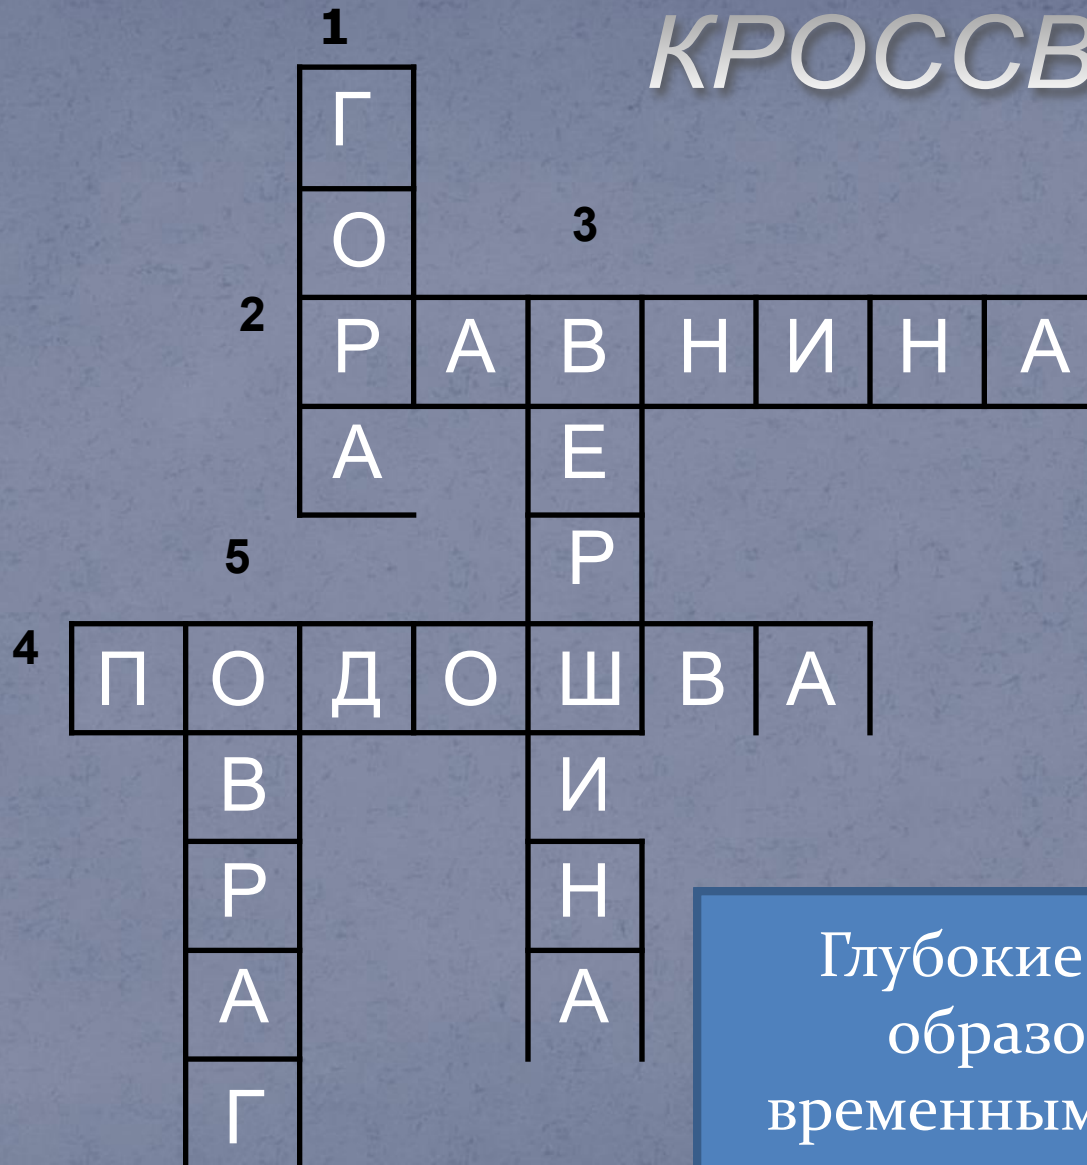 1
КРОССВ
Г
О
3
2
Р А В Н И Н А
А Е
5
Р
4
П О Д О Ш В А
В И
Р Н
А А
Г
Глубокие
образо
временным